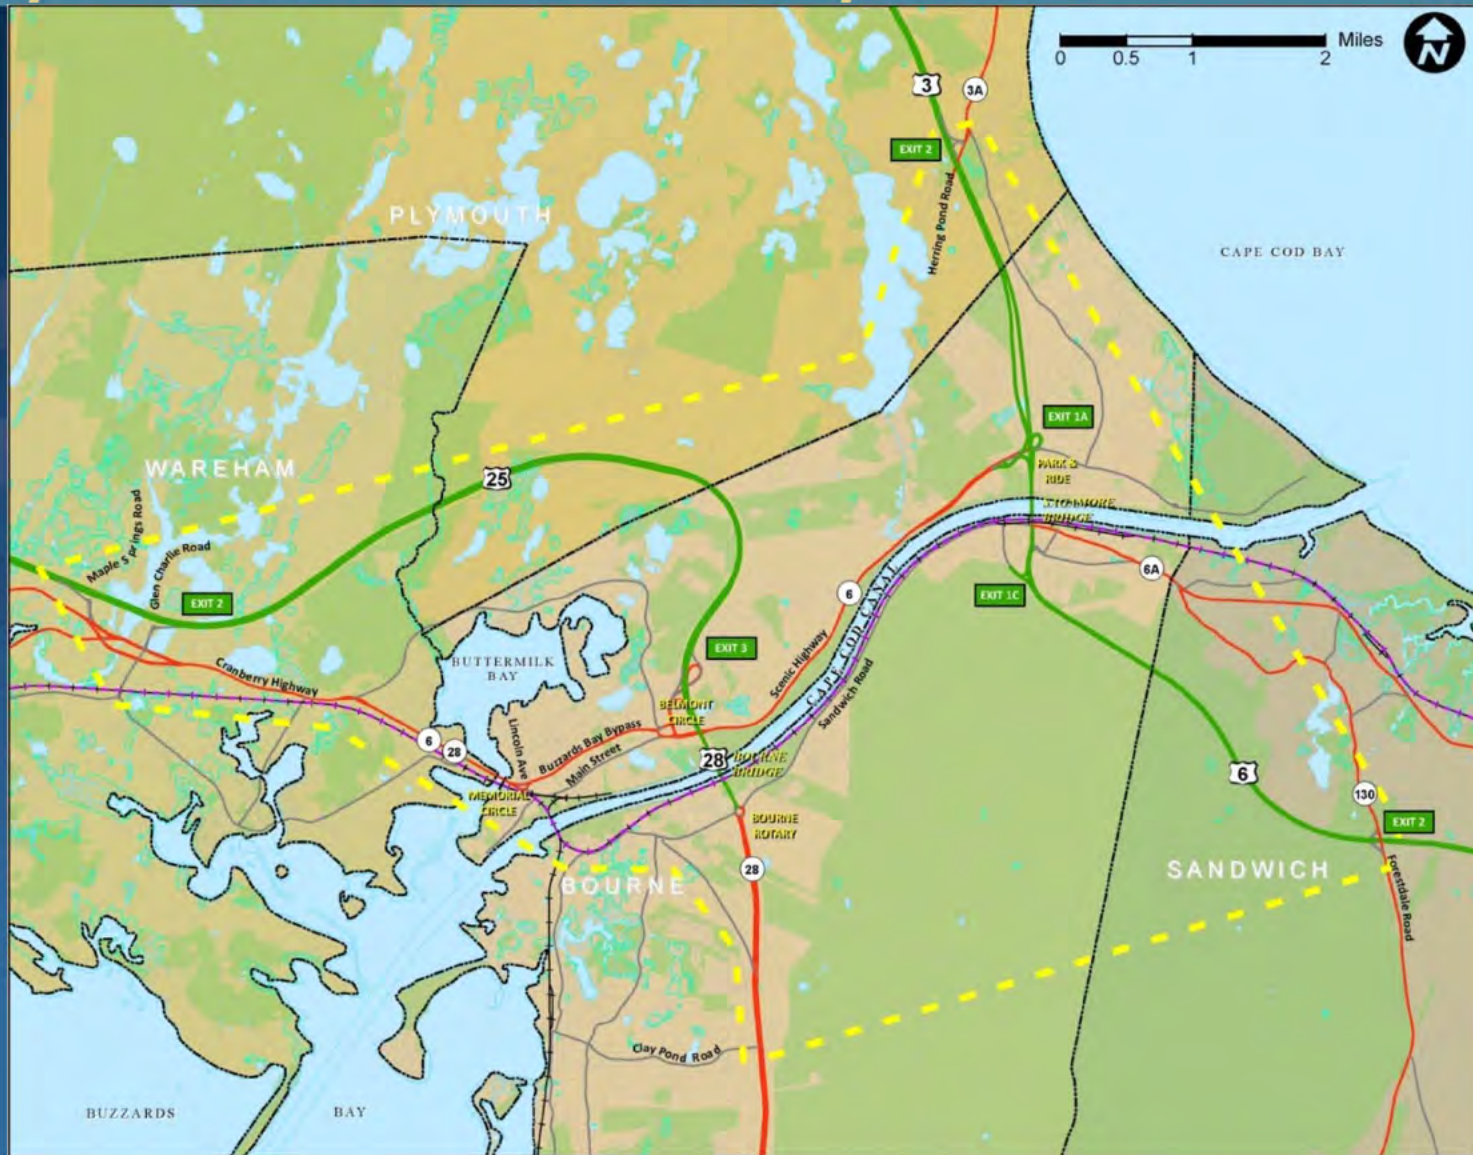 0 0.5 1 2 Miles
N
3
3A
EXIT 2
Herring Pond Road
PLYMOUTH
CAPE COD BAY
EXIT 1A
PARK &
RIDE
SAGAMORE
BRIDGE
WAREHAM
25
Maple Springs Road
Glen Charlie Road
EXIT 2
6
6A
EXIT 1C
Cranberry Highway
BUTTERMILK
BAY
EXIT 3
Scenic Highway
CAPE COD CANAL
Sandwich Road
BELMONT
CIRCLE
Lincoln Ave
Buzzards Bay Bypass
Main Street
6
28
28
BOURNE
BRIDGE
6
MEMORIAL
CIRCLE
130
BOURNE
ROTARY
EXIT 2
28
BOURNE
SANDWICH
Forestdale Road
Clay Pond Road
BUZZARDS
BAY